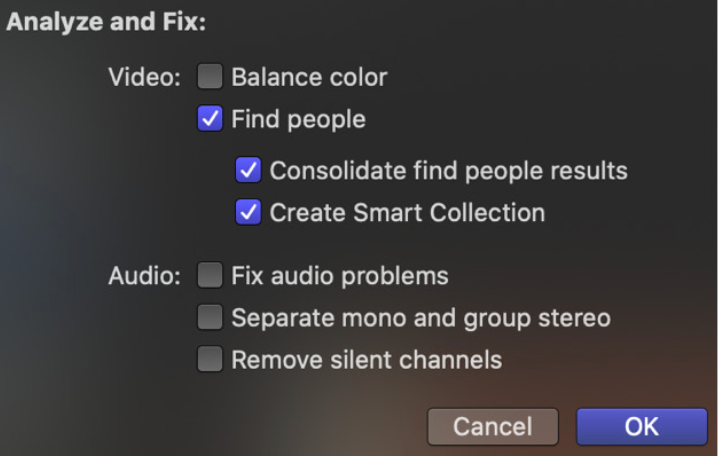 Analyze and Fix:
Video: Balance color
Find people
Consolidate find people results
Create Smart Collection
Audio: Fix audio problems
Separate mono and group stereo
Remove silent channels
Cancel OK